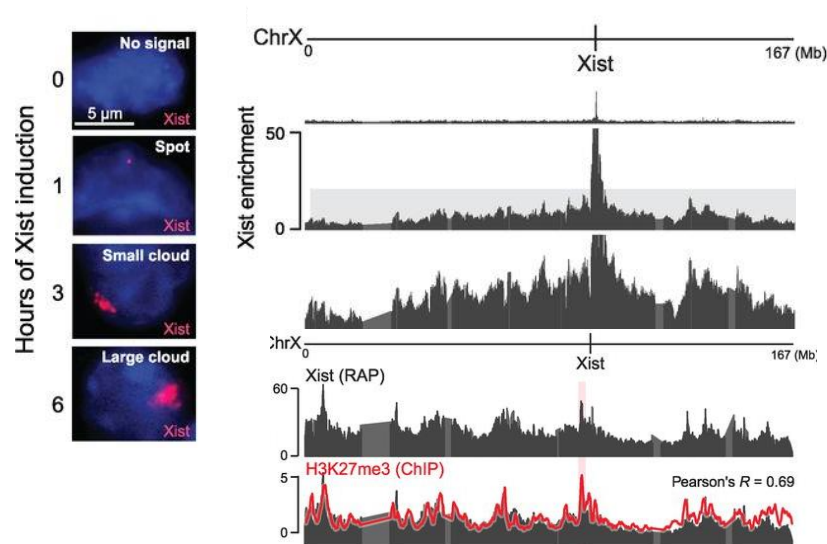 Hours of Xist induction
0
No signal
5 µm
Xist
1
Spot
Xist
3
Small cloud
Xist
6
Large cloud
Xist
ChrX
0
Xist
167 (Mb)
Xist enrichment
50
0
ChrX
0
Xist
167 (Mb)
Xist (RAP)
60
0
H3K27me3 (ChIP)
Pearson's R = 0.69
5
0